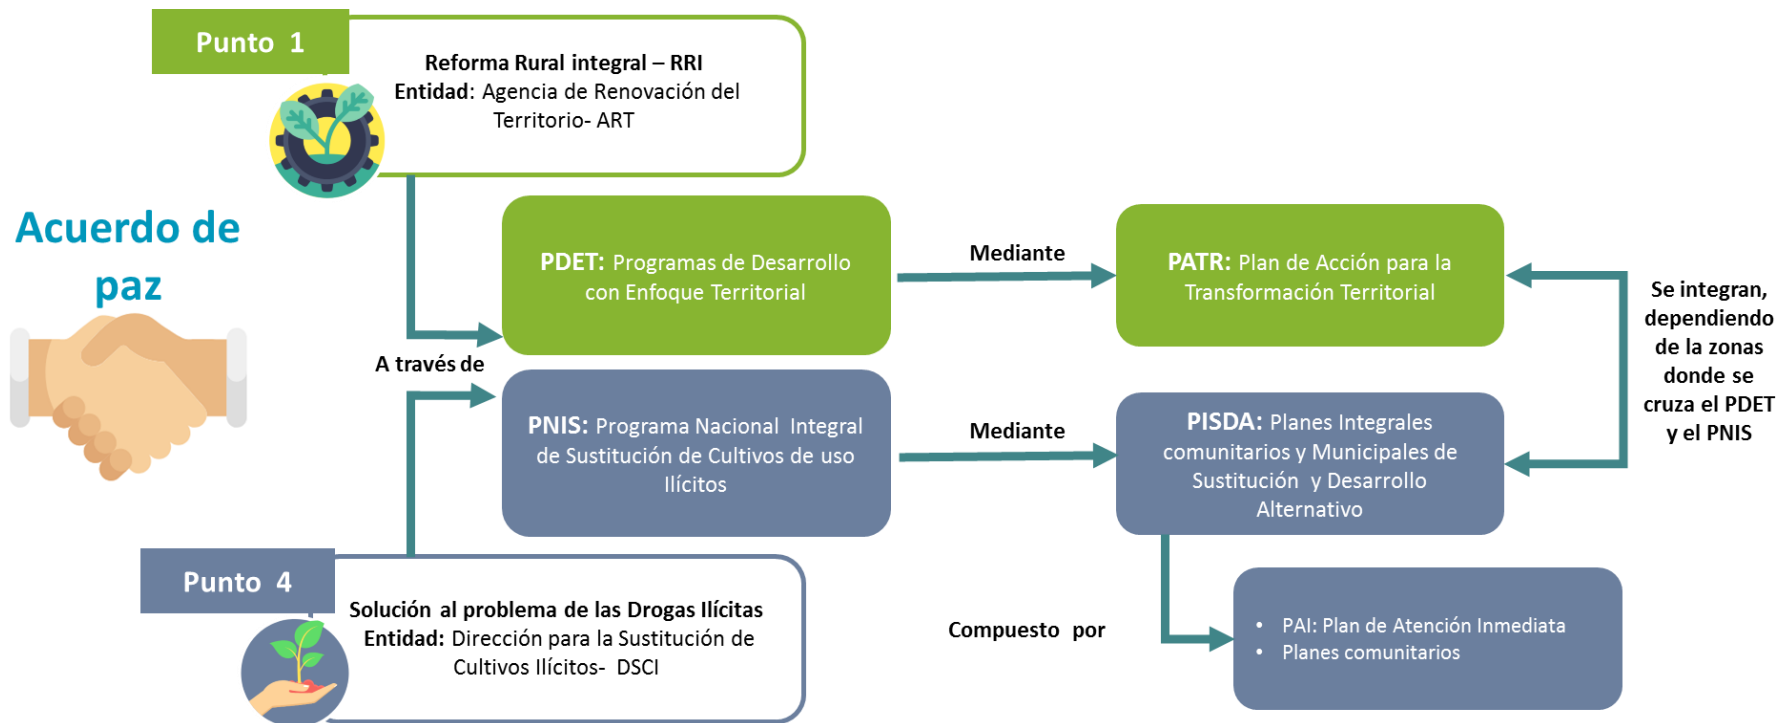 Punto 1
Reforma Rural integral – RRI
Entidad: Agencia de Renovación del
Territorio- ART
Acuerdo de
paz
PDET: Programas de Desarrollo
con Enfoque Territorial
Mediante
PATR: Plan de Acción para la
Transformación Territorial
Se integran,
dependiendo
de la zonas
donde se
cruza el PDET
y el PNIS
A través de
PNIS: Programa Nacional Integral
de Sustitución de Cultivos de uso
Ilícitos
Mediante
PISDA: Planes Integrales
comunitarios y Municipales de
Sustitución y Desarrollo
Alternativo
Punto 4
Solución al problema de las Drogas Ilícitas
Entidad: Dirección para la Sustitución de
Cultivos Ilícitos- DSCI
Compuesto por
• PAI: Plan de Atención Inmediata
• Planes comunitarios